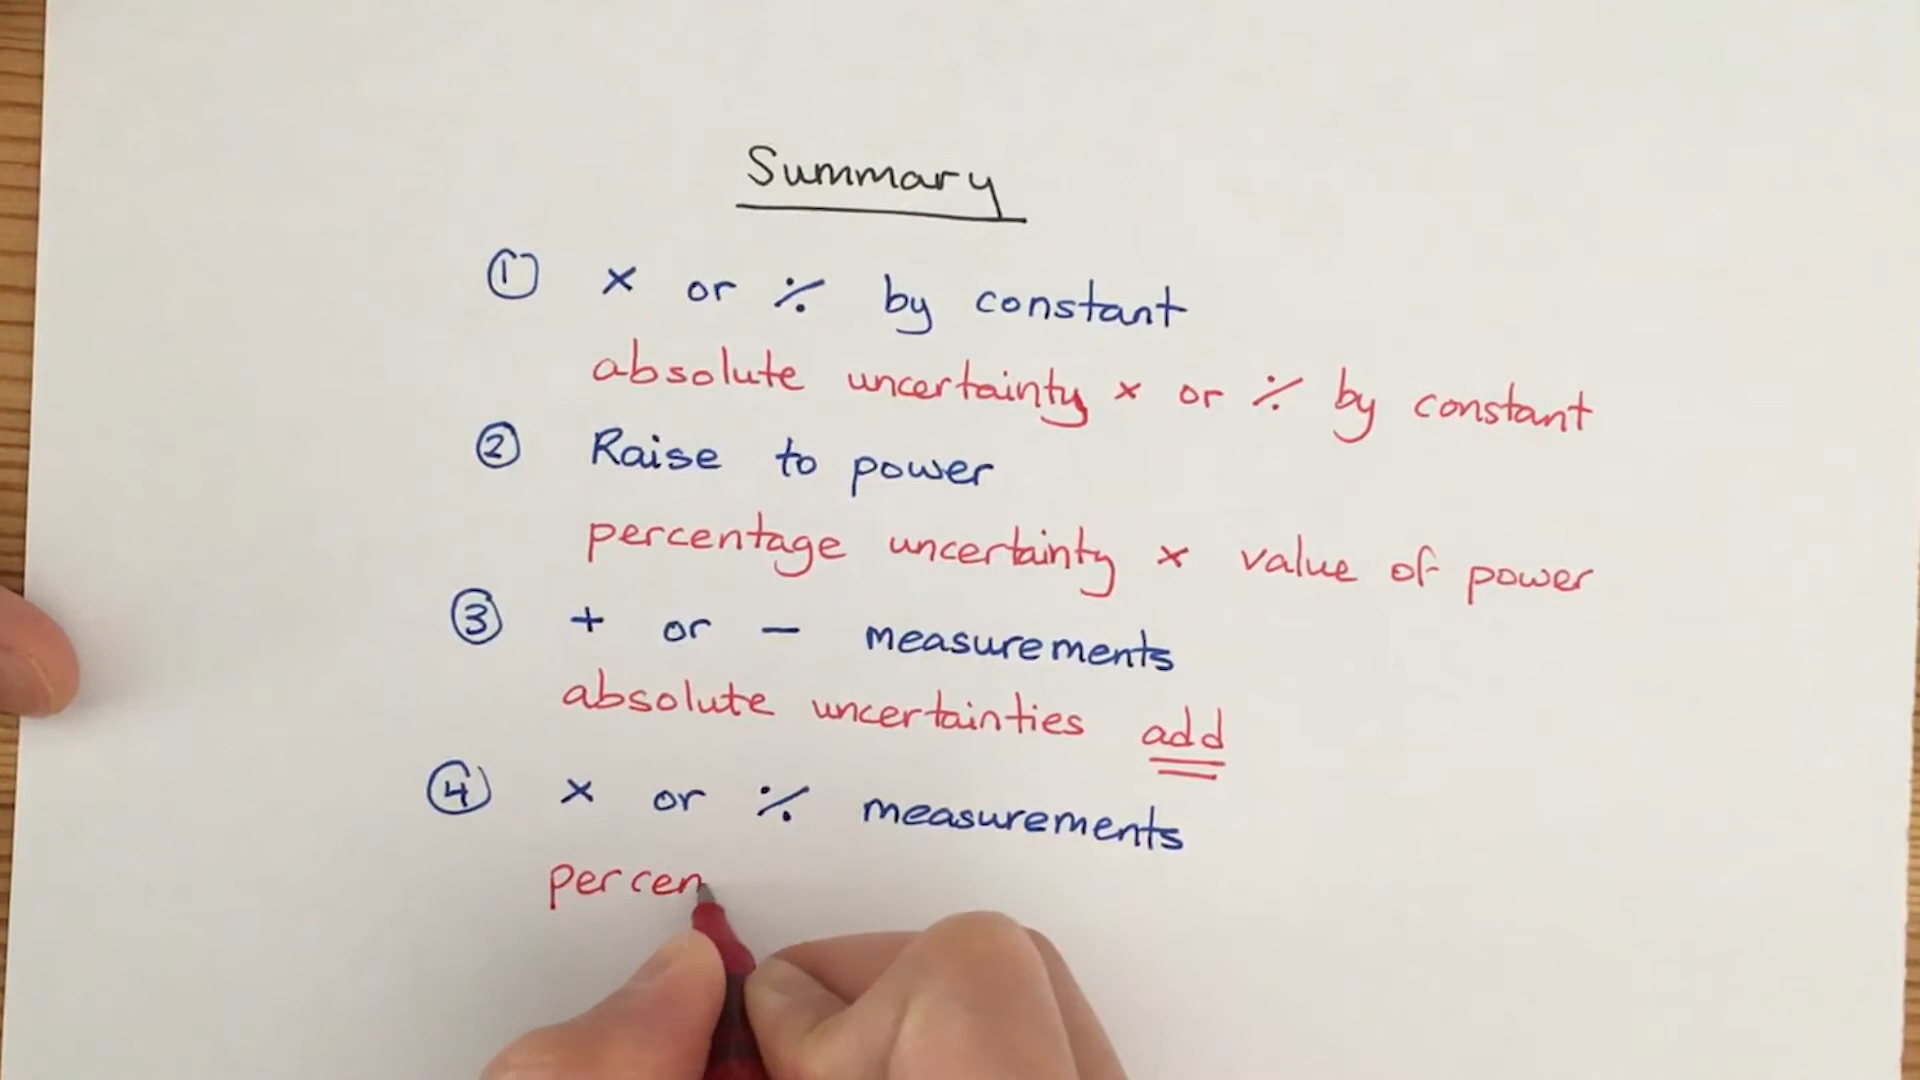 Summary
① × or ÷ by constant
absolute uncertainty × or ÷ by constant
② Raise to power
percentage uncertainty × value of power
③ + or − measurements
absolute uncertainties add
④ × or ÷ measurements
percen